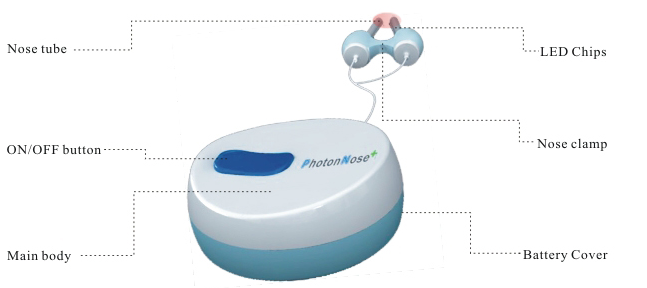 Nose tube
LED Chips
Nose clamp
ON/OFF button
PhotonNose+
Main body
Battery Cover